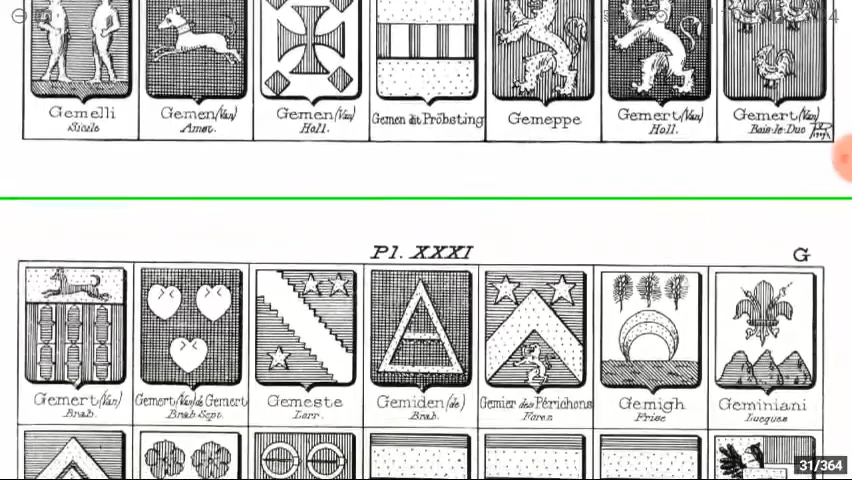 Gemelli
Sicile
Gemen (Van)
Amst.
Gemen (Van)
Holl.
Gemen dit Pröbsting
Gemeppe
Gemert (Van)
Holl.
Gemert (Van)
Bois-le-Duc
Pl. XXXI
G
Gemert (Van)
Brab.
Gemert (Van) de Gemert
Brab. Sept.
Gemeste
Lorr.
Gemiden (de)
Brab.
Gemier des Périchons
Forez
Gemigh
Frise
Geminiani
Lucques
31/364